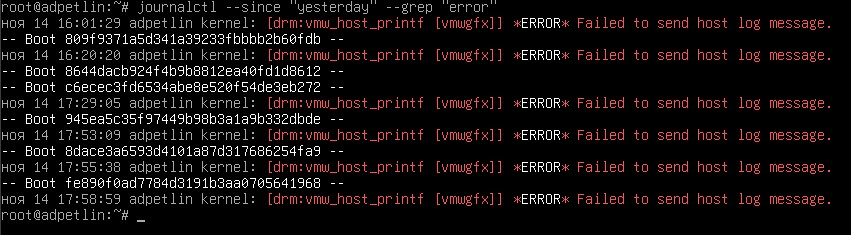 root@adpetlin:~# journalctl --since "yesterday" --grep "error"
ноя 14 16:01:29 adpetlin kernel: [drm:vmw_host_printf [vmwgfx]] *ERROR* Failed to send host log message.
-- Boot 809f9371a5d341a39233fbbbb2b60fdb --
ноя 14 16:20:20 adpetlin kernel: [drm:vmw_host_printf [vmwgfx]] *ERROR* Failed to send host log message.
-- Boot 8644dacb924f4b9b8812ea40fd1d8612 --
-- Boot c6ecec3fd6534abe8e520f54de3eb272 --
ноя 14 17:29:05 adpetlin kernel: [drm:vmw_host_printf [vmwgfx]] *ERROR* Failed to send host log message.
-- Boot 945ea5c35f97449b98b3a1a9b332dbde --
ноя 14 17:53:09 adpetlin kernel: [drm:vmw_host_printf [vmwgfx]] *ERROR* Failed to send host log message.
-- Boot 8dace3a6593d4101a87d317686254fa9 --
ноя 14 17:55:38 adpetlin kernel: [drm:vmw_host_printf [vmwgfx]] *ERROR* Failed to send host log message.
-- Boot fe890f0ad7784d3191b3aa0705641968 --
ноя 14 17:58:59 adpetlin kernel: [drm:vmw_host_printf [vmwgfx]] *ERROR* Failed to send host log message.
root@adpetlin:~# _